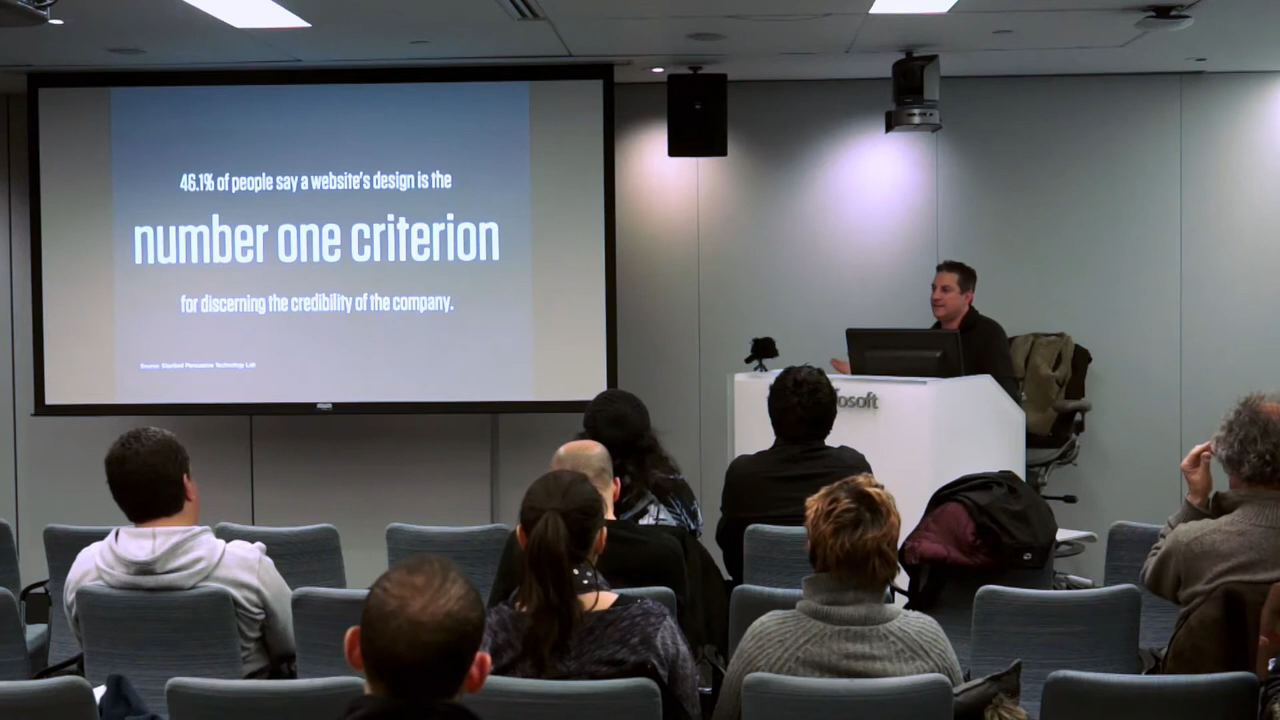 46.1% of people say a website's design is the
number one criterion
for discerning the credibility of the company.
Source: Stanford Persuasive Technology Lab
osoft